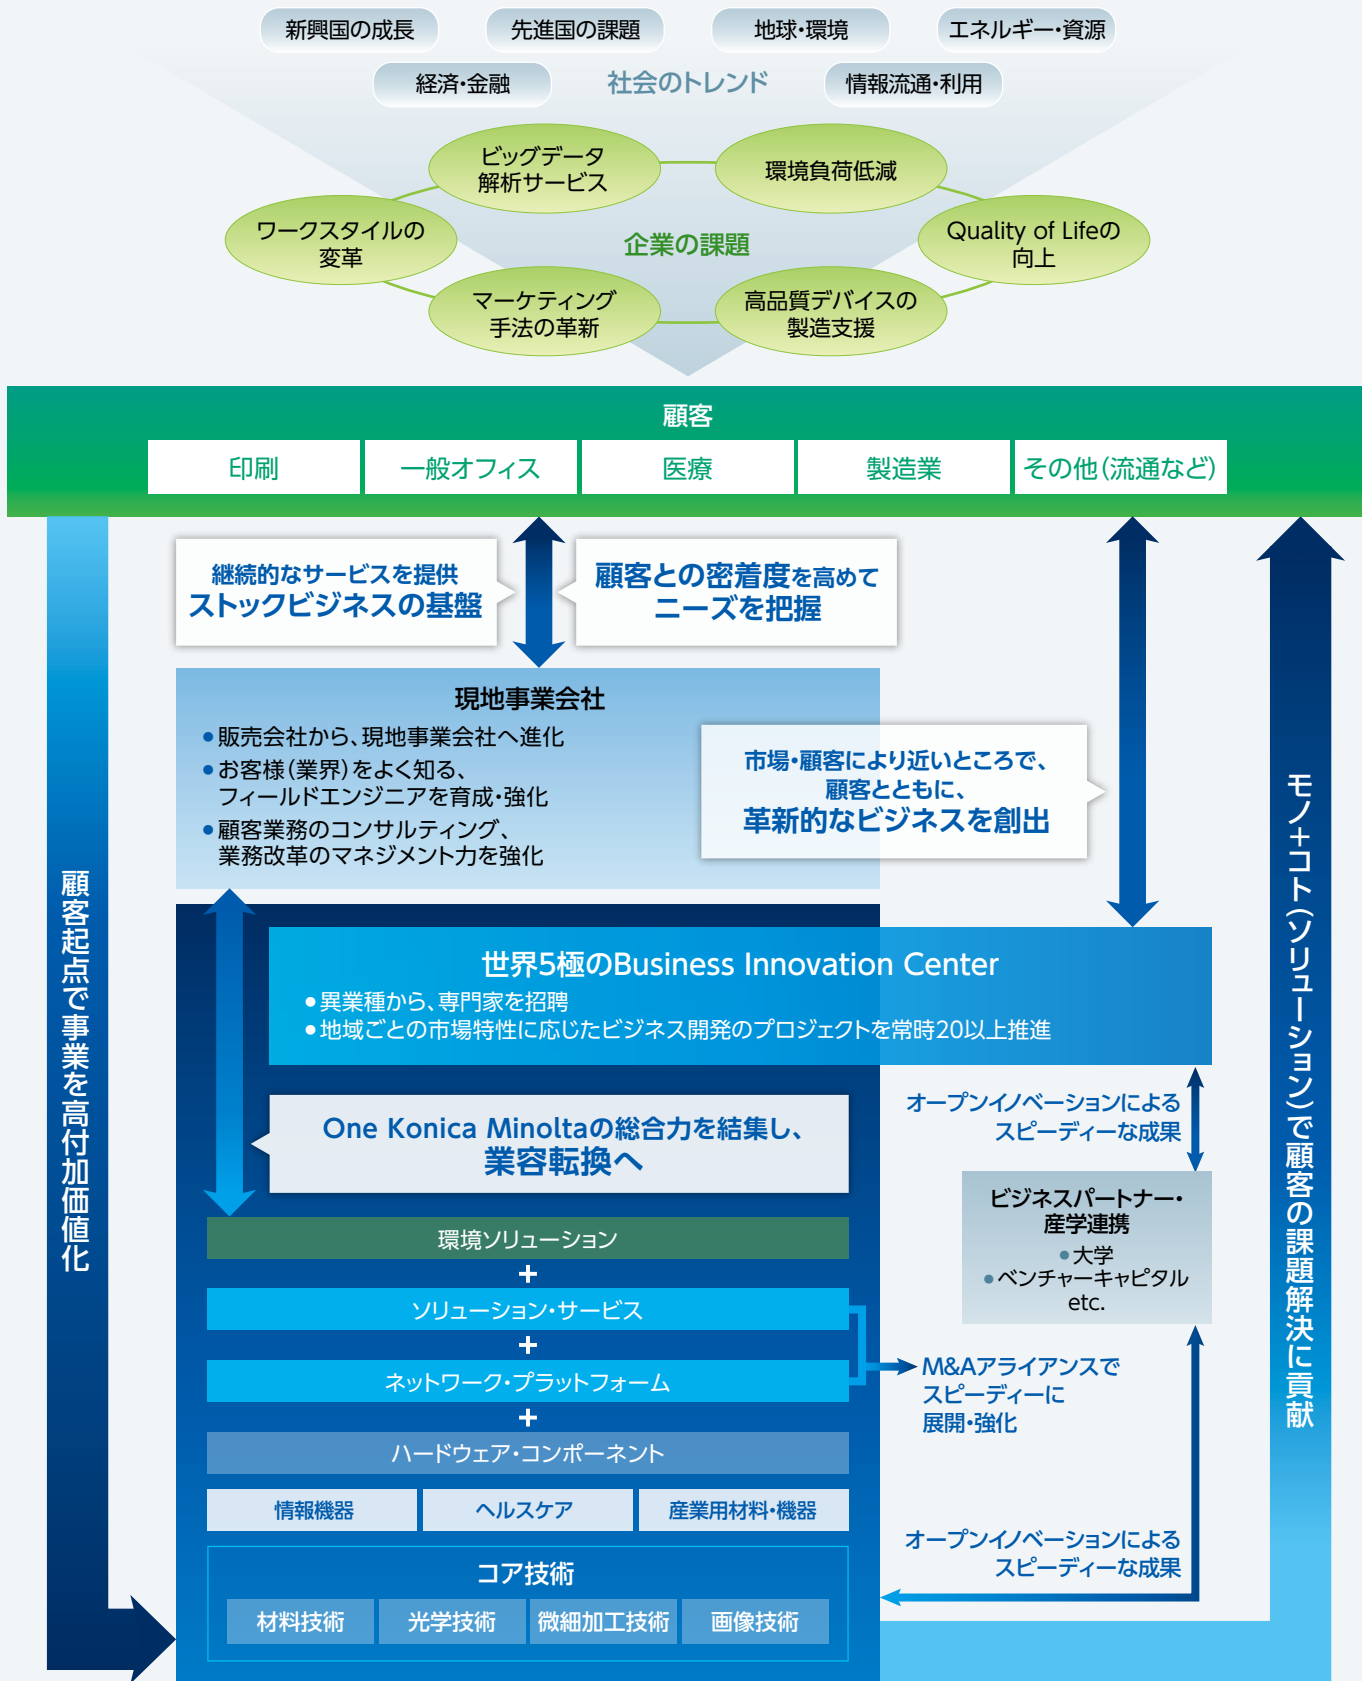 新興国の成長
先進国の課題
地球・環境
エネルギー・資源
経済・金融
社会のトレンド
情報流通・利用
ビッグデータ
解析サービス
環境負荷低減
ワークスタイルの
変革
企業の課題
Quality of Lifeの
向上
マーケティング
手法の革新
高品質デバイスの
製造支援
顧客
印刷
一般オフィス
医療
製造業
その他（流通など）
継続的なサービスを提供
ストックビジネスの基盤
顧客との密着度を高めて
ニーズを把握
現地事業会社
●販売会社から、現地事業会社へ進化
●お客様（業界）をよく知る、
フィールドエンジニアを育成・強化
●顧客業務のコンサルティング、
業務改革のマネジメント力を強化
市場・顧客により近いところで、
顧客とともに、
革新的なビジネスを創出
顧客起点で事業を高付加価値化
モノ＋コト（ソリューション）で顧客の課題解決に貢献
世界5極のBusiness Innovation Center
●異業種から、専門家を招聘
●地域ごとの市場特性に応じたビジネス開発のプロジェクトを常時20以上推進
One Konica Minoltaの総合力を結集し、
業容転換へ
オープンイノベーションによる
スピーディーな成果
ビジネスパートナー・
産学連携
●大学
●ベンチャーキャピタル
etc.
環境ソリューション
＋
ソリューション・サービス
＋
ネットワーク・プラットフォーム
＋
ハードウェア・コンポーネント
M&Aアライアンスで
スピーディーに
展開・強化
情報機器
ヘルスケア
産業用材料・機器
オープンイノベーションによる
スピーディーな成果
コア技術
材料技術
光学技術
微細加工技術
画像技術